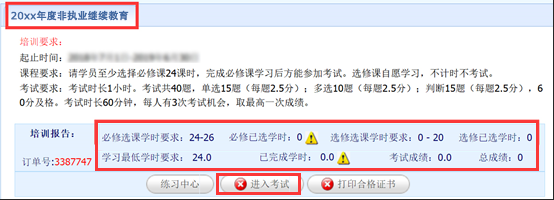 20xx年度非执业继续教育
培训要求：
起止时间：
课程要求：请学员至少选择必修课24课时，完成必修课学习后方能参加考试。选修课自愿学习，不计时不考试。
考试要求：考试时长1小时。考试共40题，单选15题（每题2.5分）；多选10题（每题2.5分）；判断15题（每题2.5分），6
0分及格。考试时长60分钟，每人有3次考试机会，取最高一次成绩。
培训报告： 必修选课学时要求：24-26 必修已选学时：0 选修选课学时要求：0 - 20 选修已选学时：0
订单号:3387747 学习最低学时要求： 24.0 已完成学时： 0.0 考试成绩：0.0 总成绩：0
练习中心 进入考试 打印合格证书